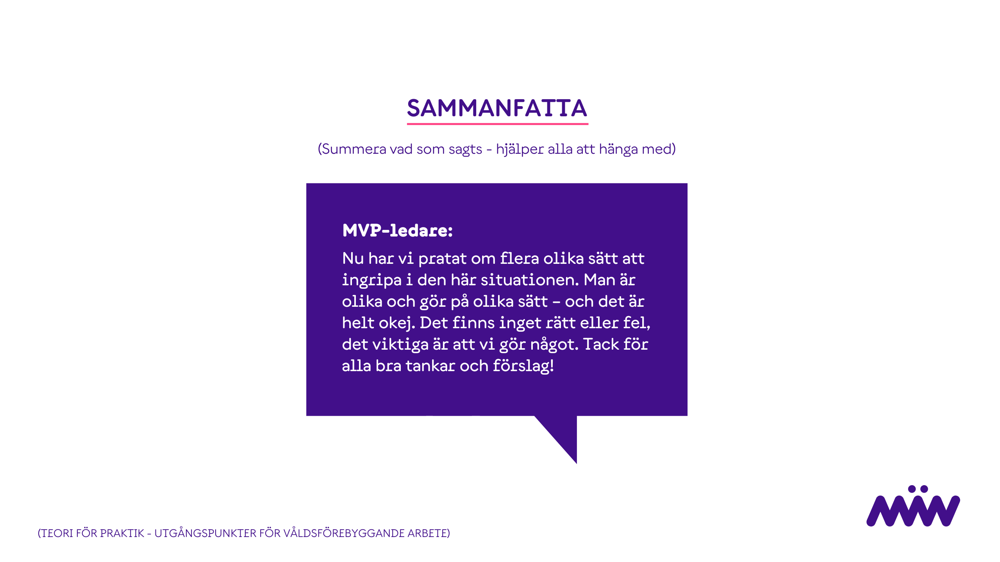 SAMMANFATTA
(Summera vad som sagts - hjälper alla att hänga med)
MVP-ledare:
Nu har vi pratat om flera olika sätt att
ingripa i den här situationen. Man är
olika och gör på olika sätt – och det är
helt okej. Det finns inget rätt eller fel,
det viktiga är att vi gör något. Tack för
alla bra tankar och förslag!
MÄN
(TEORI FÖR PRAKTIK - UTGÅNGSPUNKTER FÖR VÅLDSFÖREBYGGANDE ARBETE)